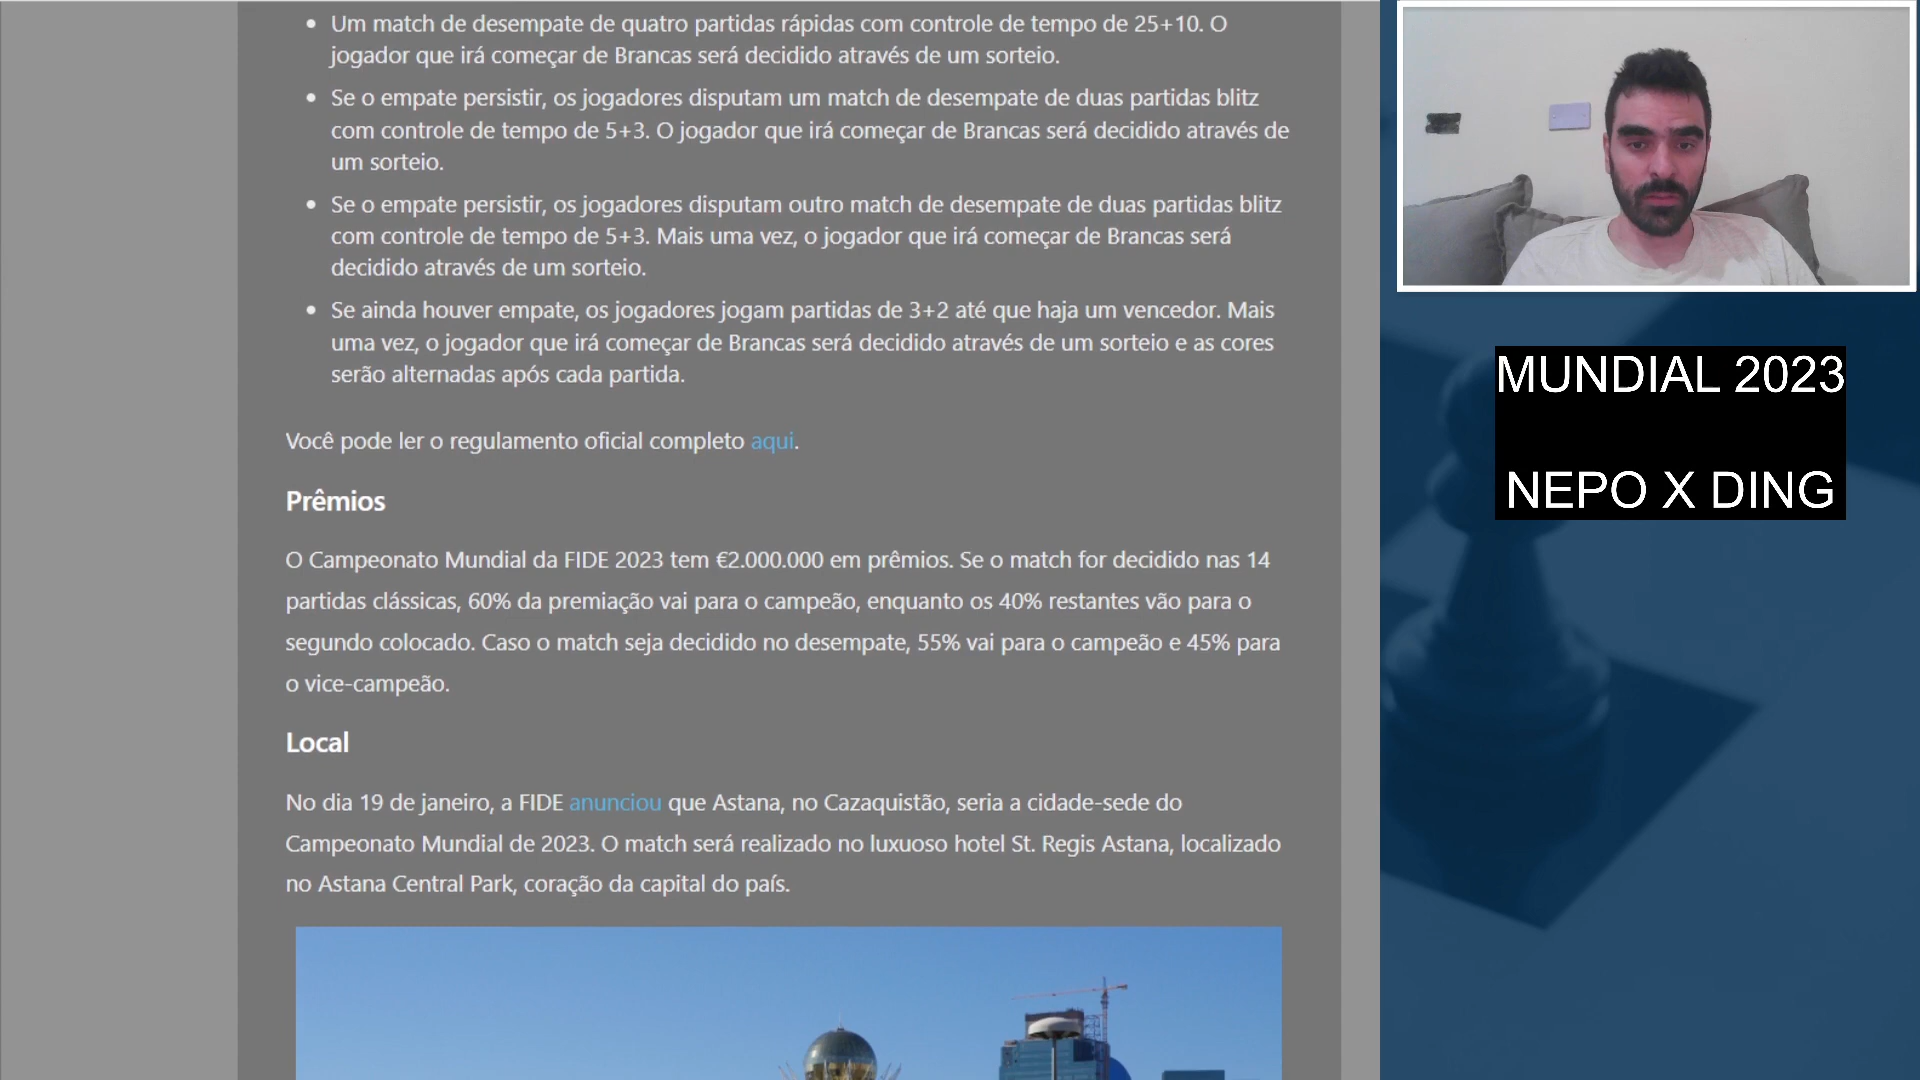 Um match de desempate de quatro partidas rápidas com controle de tempo de 25+10. O
jogador que irá começar de Brancas será decidido através de um sorteio.
Se o empate persistir, os jogadores disputam um match de desempate de duas partidas blitz
com controle de tempo de 5+3. O jogador que irá começar de Brancas será decidido através de
um sorteio.
Se o empate persistir, os jogadores disputam outro match de desempate de duas partidas blitz
com controle de tempo de 5+3. Mais uma vez, o jogador que irá começar de Brancas será
decidido através de um sorteio.
Se ainda houver empate, os jogadores jogam partidas de 3+2 até que haja um vencedor. Mais
uma vez, o jogador que irá começar de Brancas será decidido através de um sorteio e as cores
serão alternadas após cada partida.
Você pode ler o regulamento oficial completo aqui.
Prêmios
O Campeonato Mundial da FIDE 2023 tem €2.000.000 em prêmios. Se o match for decidido nas 14
partidas clássicas, 60% da premiação vai para o campeão, enquanto os 40% restantes vão para o
segundo colocado. Caso o match seja decidido no desempate, 55% vai para o campeão e 45% para
o vice-campeão.
Local
No dia 19 de janeiro, a FIDE anunciou que Astana, no Cazaquistão, seria a cidade-sede do
Campeonato Mundial de 2023. O match será realizado no luxuoso hotel St. Regis Astana, localizado
no Astana Central Park, coração da capital do país.
MUNDIAL 2023
NEPO X DING